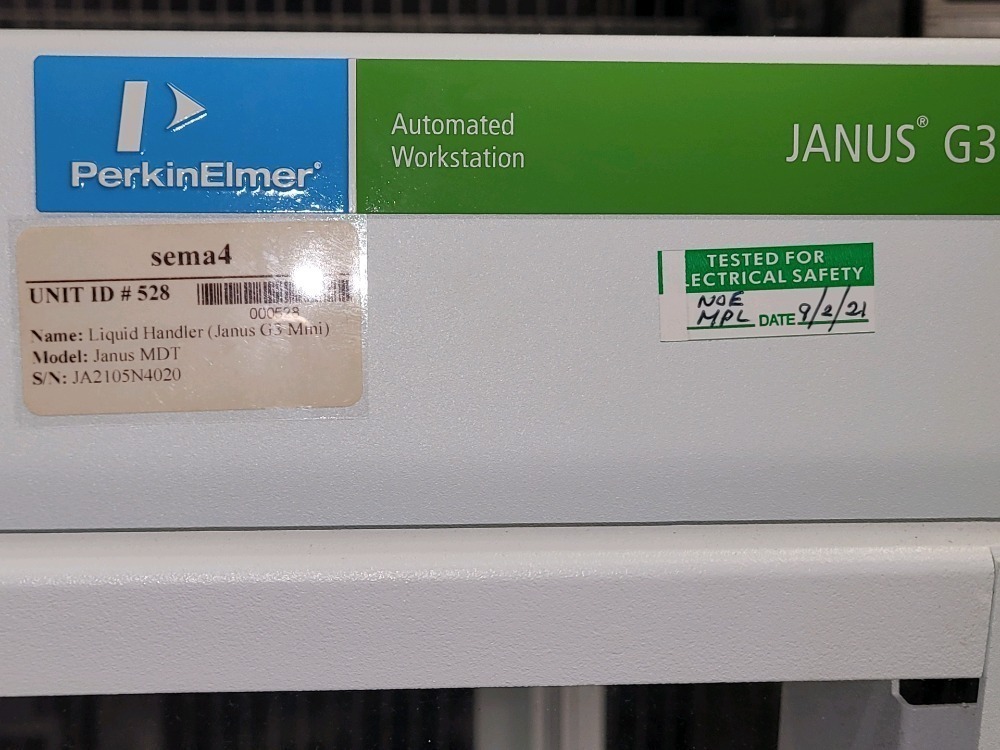 PerkinElmer®
Automated
Workstation
JANUS® G3
sema4
UNIT ID # 528
000528
Name: Liquid Handler (Janus G3 Mini)
Model: Janus MDT
S/N: JA2105N4020
TESTED FOR
ECTRICAL SAFETY
NOE
MPL DATE 9/2/21